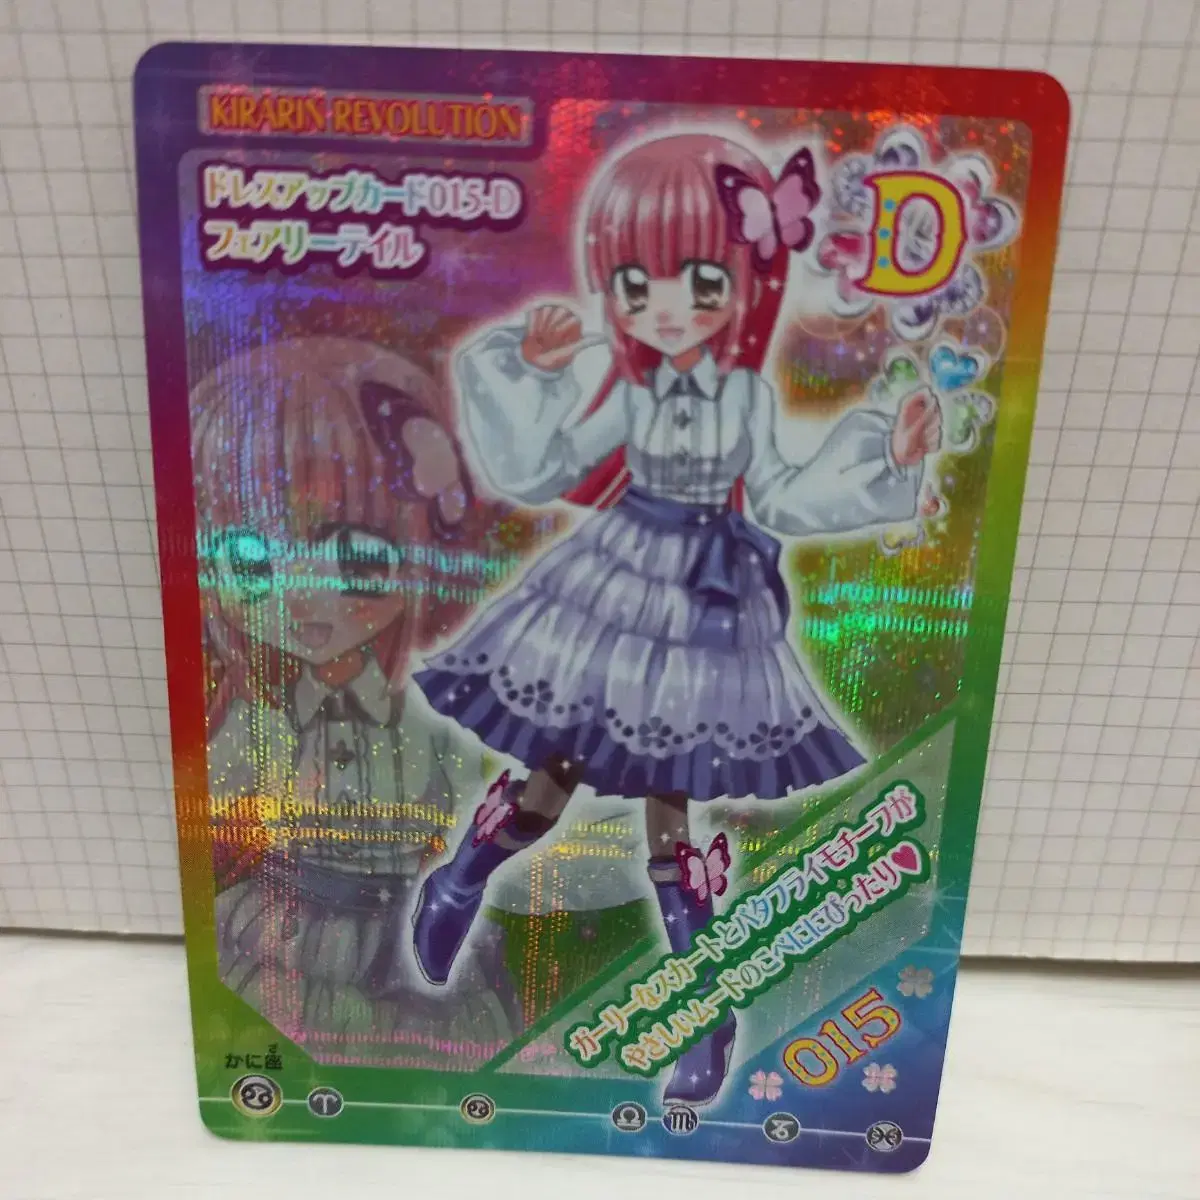 KIRARIN REVOLUTION
ドレスアップカード015-D
フェアリーテイル
D
ガーリーなスカートとバタフライモチーフが
やさしいムードのこべににぴったり♥
015
かに座
ざ